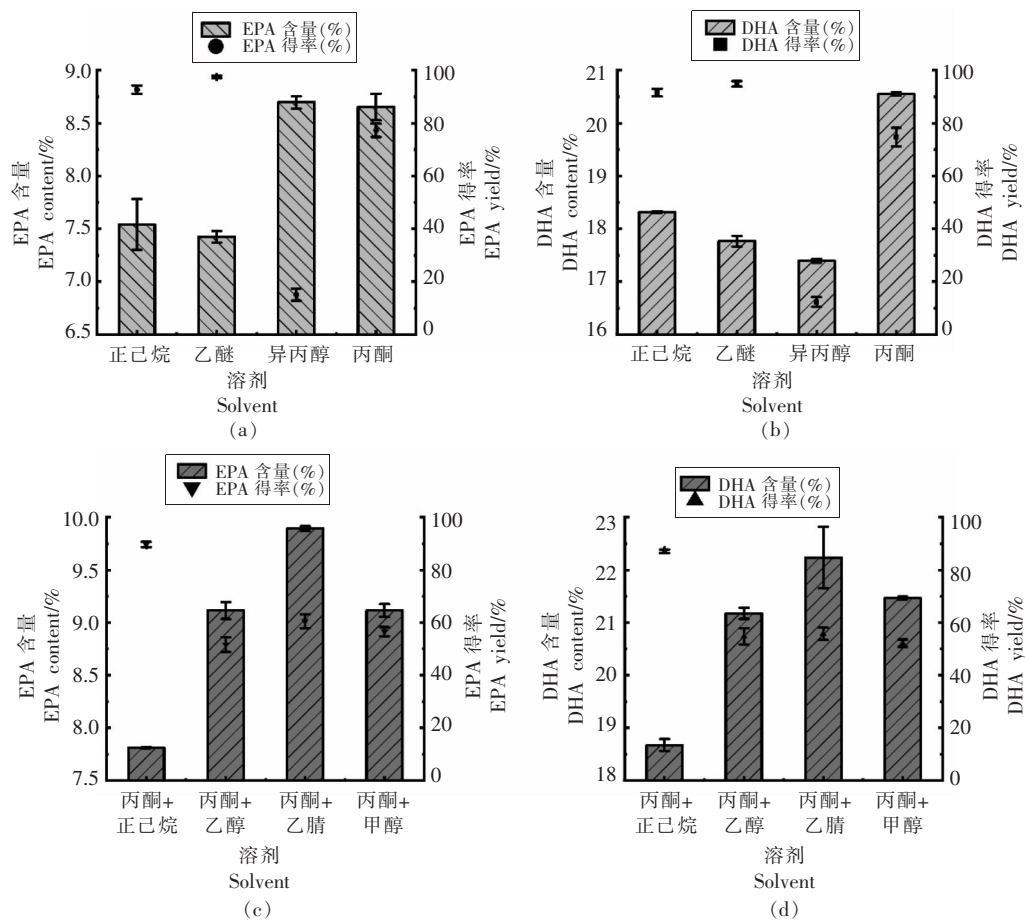 EPA 含量(%)
EPA 得率(%)
9.0
8.5
8.0
7.5
7.0
6.5
EPA 含量
EPA content/%
100
80
60
40
20
0
EPA 得率
EPA yield/%
正己烷
乙醚
异丙醇
丙酮
溶剂
Solvent
(a)
DHA 含量(%)
DHA 得率(%)
21
20
19
18
17
16
DHA 含量
DHA content/%
100
80
60
40
20
0
DHA 得率
DHA yield/%
正己烷
乙醚
异丙醇
丙酮
溶剂
Solvent
(b)
EPA 含量(%)
EPA 得率(%)
10.0
9.5
9.0
8.5
8.0
7.5
EPA 含量
EPA content/%
100
80
60
40
20
0
EPA 得率
EPA yield/%
丙酮+
正己烷
丙酮+
乙醇
丙酮+
乙腈
丙酮+
甲醇
溶剂
Solvent
(c)
DHA 含量(%)
DHA 得率(%)
23
22
21
20
19
18
DHA 含量
DHA content/%
100
80
60
40
20
0
DHA 得率
DHA yield/%
丙酮+
正己烷
丙酮+
乙醇
丙酮+
乙腈
丙酮+
甲醇
溶剂
Solvent
(d)